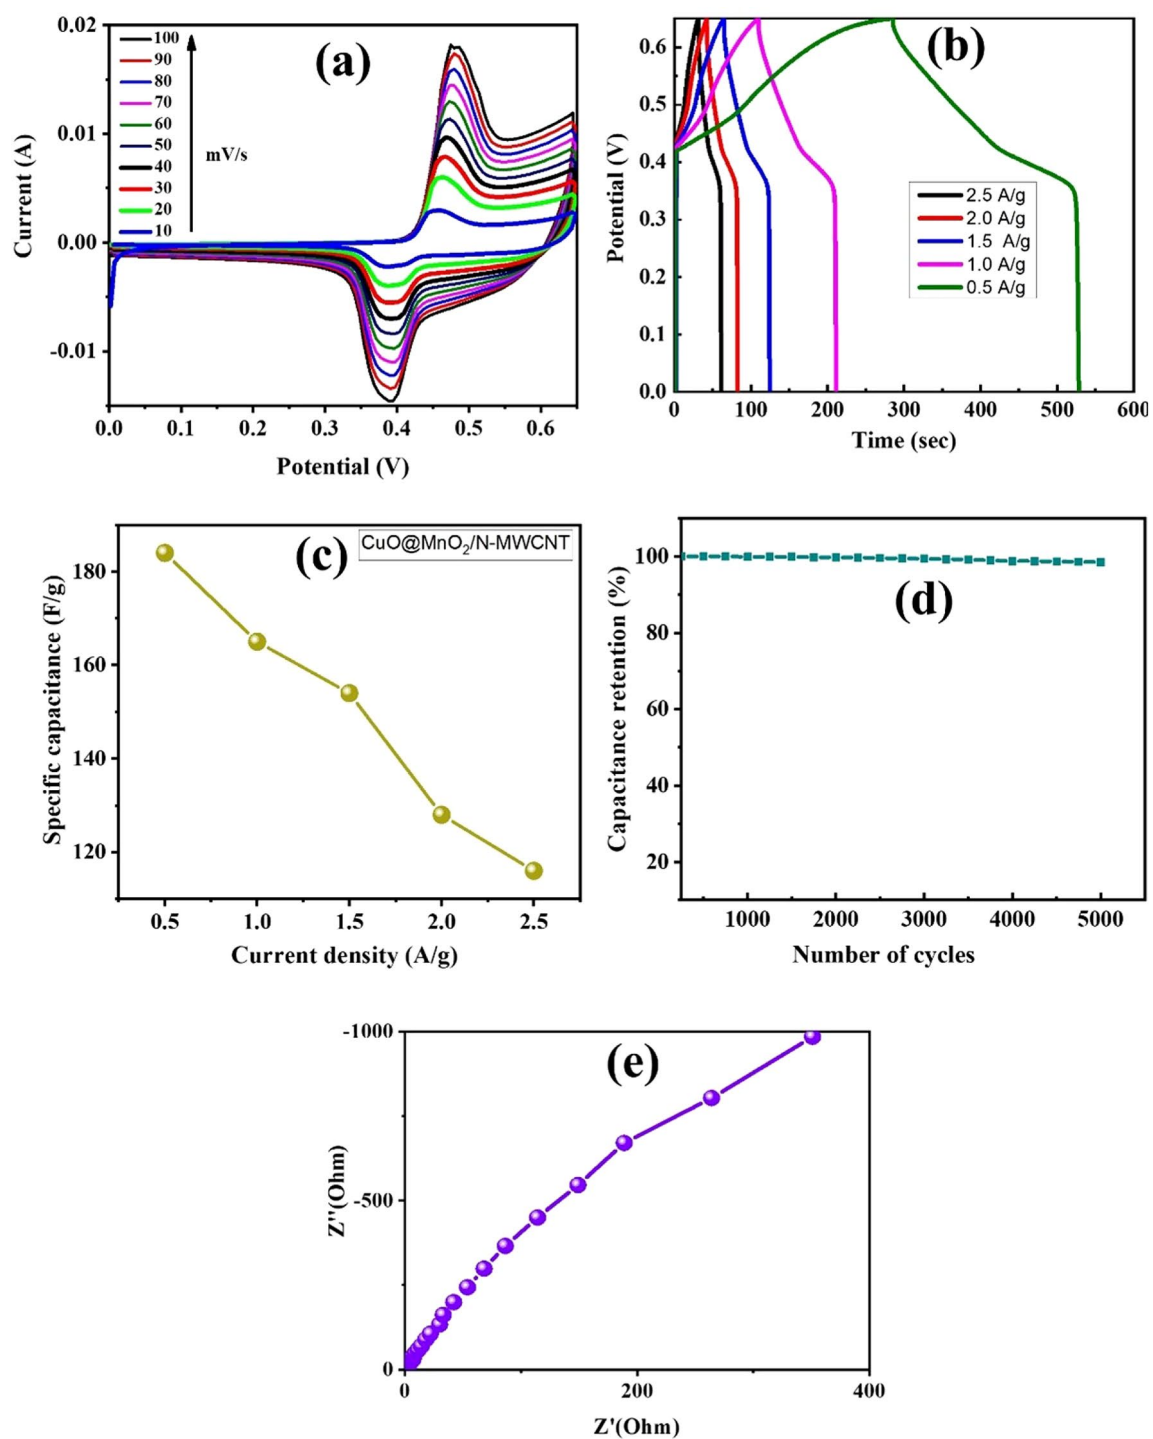 (a)
0.02
0.01
0.00
-0.01
Current (A)
100
90
80
70
60
50
40
30
20
10
mV/s
0.0 0.1 0.2 0.3 0.4 0.5 0.6
Potential (V)
(b)
0.6
0.5
0.4
0.3
0.2
0.1
0.0
Potential (V)
2.5 A/g
2.0 A/g
1.5 A/g
1.0 A/g
0.5 A/g
0 100 200 300 400 500 600
Time (sec)
(c)
CuO@MnO₂/N-MWCNT
180
160
140
120
Specific capacitance (F/g)
0.5 1.0 1.5 2.0 2.5
Current density (A/g)
(d)
100
80
60
40
20
Capacitance retention (%)
1000 2000 3000 4000 5000
Number of cycles
(e)
-1000
-500
0
Z''(Ohm)
0 200 400
Z'(Ohm)